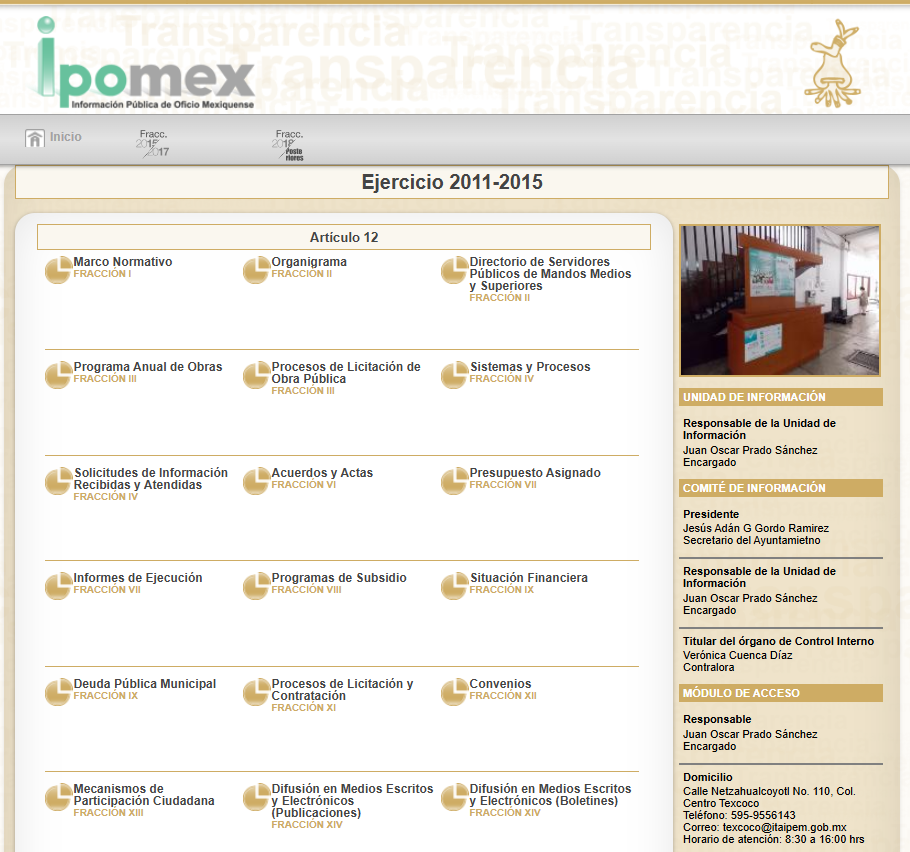 Transparencia
ipomex
Información Pública de Oficio Mexiquense
Inicio
Fracc.
2015/
2017
Fracc.
2018/
Poste
riores
Ejercicio 2011-2015
Artículo 12
Marco Normativo
FRACCIÓN I
Organigrama
FRACCIÓN II
Directorio de Servidores
Públicos de Mandos Medios
y Superiores
FRACCIÓN II
Programa Anual de Obras
FRACCIÓN III
Procesos de Licitación de
Obra Pública
FRACCIÓN III
Sistemas y Procesos
FRACCIÓN IV
Solicitudes de Información
Recibidas y Atendidas
FRACCIÓN IV
Acuerdos y Actas
FRACCIÓN VI
Presupuesto Asignado
FRACCIÓN VII
Informes de Ejecución
FRACCIÓN VII
Programas de Subsidio
FRACCIÓN VIII
Situación Financiera
FRACCIÓN IX
Deuda Pública Municipal
FRACCIÓN IX
Procesos de Licitación y
Contratación
FRACCIÓN XI
Convenios
FRACCIÓN XII
Mecanismos de
Participación Ciudadana
FRACCIÓN XIII
Difusión en Medios Escritos
y Electrónicos
(Publicaciones)
FRACCIÓN XIV
Difusión en Medios Escritos
y Electrónicos (Boletines)
FRACCIÓN XIV
UNIDAD DE INFORMACIÓN
Responsable de la Unidad de
Información
Juan Oscar Prado Sánchez
Encargado
COMITÉ DE INFORMACIÓN
Presidente
Jesús Adán G Gordo Ramirez
Secretario del Ayuntamietno
Responsable de la Unidad de
Información
Juan Oscar Prado Sánchez
Encargado
Titular del órgano de Control Interno
Verónica Cuenca Díaz
Contralora
MÓDULO DE ACCESO
Responsable
Juan Oscar Prado Sánchez
Encargado
Domicilio
Calle Netzahualcoyotl No. 110, Col.
Centro Texcoco
Teléfono: 595-9556143
Correo: texcoco@itaipem.gob.mx
Horario de atención: 8:30 a 16:00 hrs